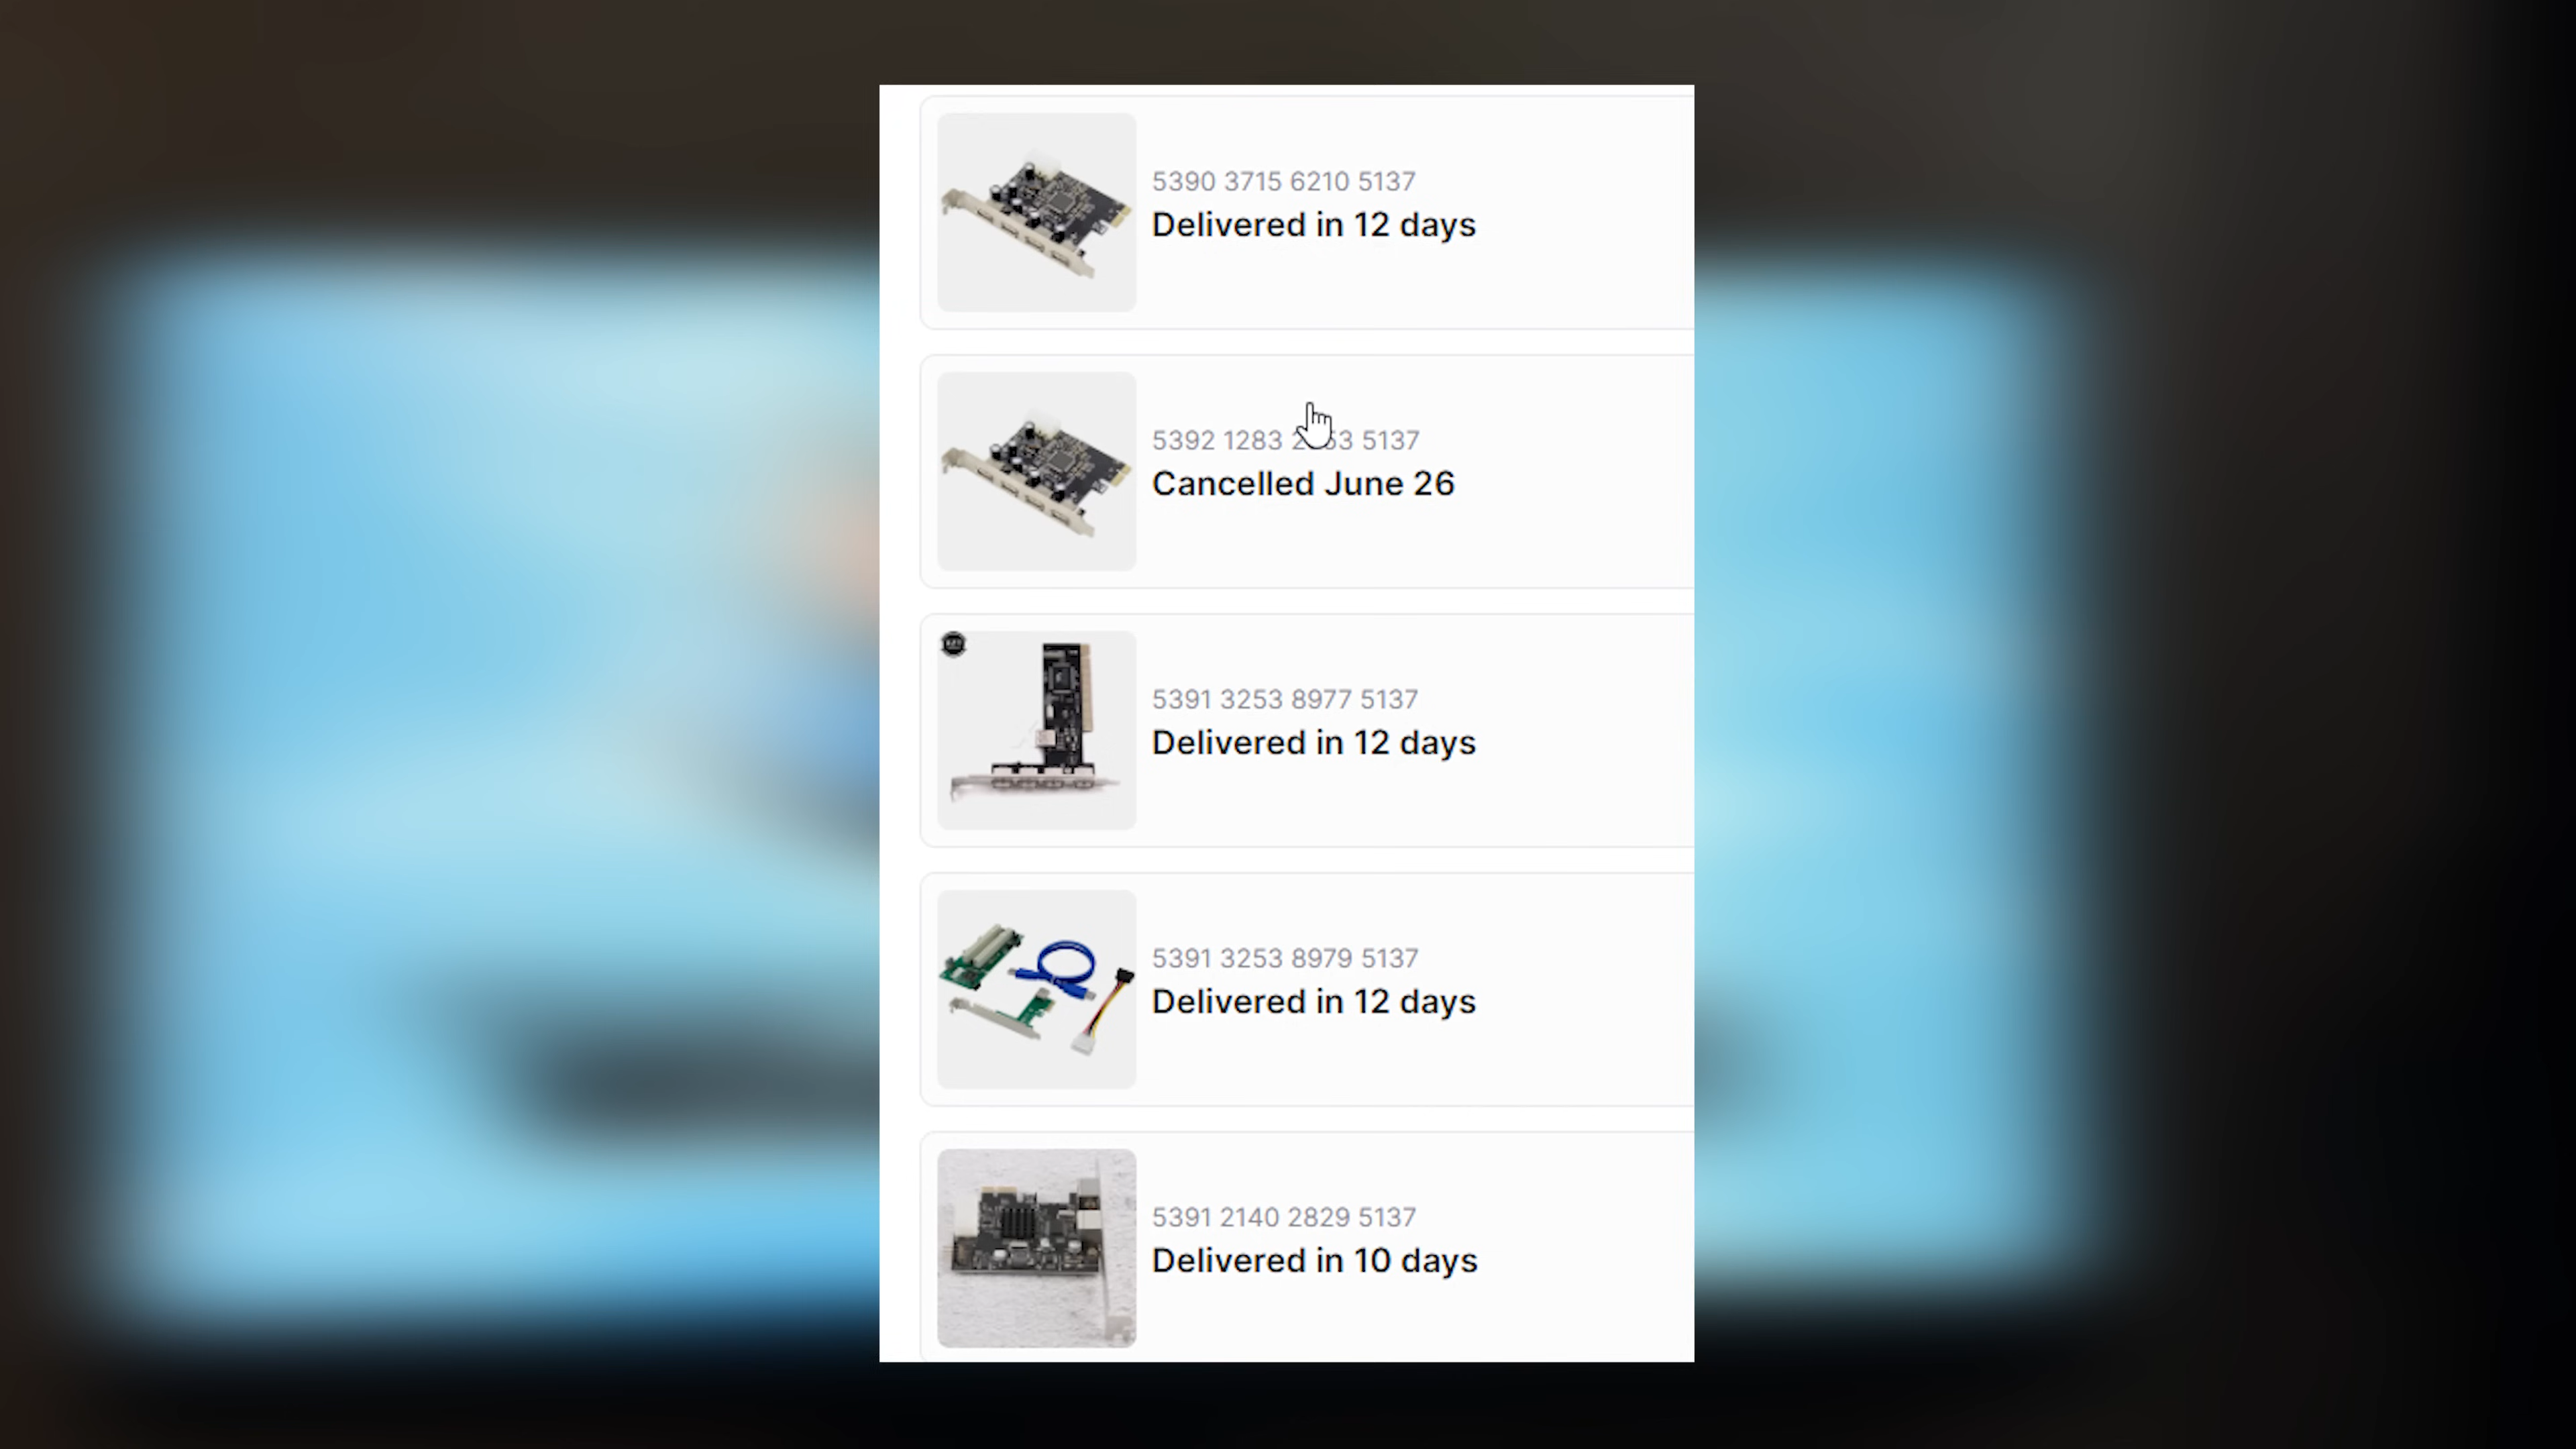 5390 3715 6210 5137
Delivered in 12 days
5392 1283 53 5137
Cancelled June 26
5391 3253 8977 5137
Delivered in 12 days
5391 3253 8979 5137
Delivered in 12 days
5391 2140 2829 5137
Delivered in 10 days